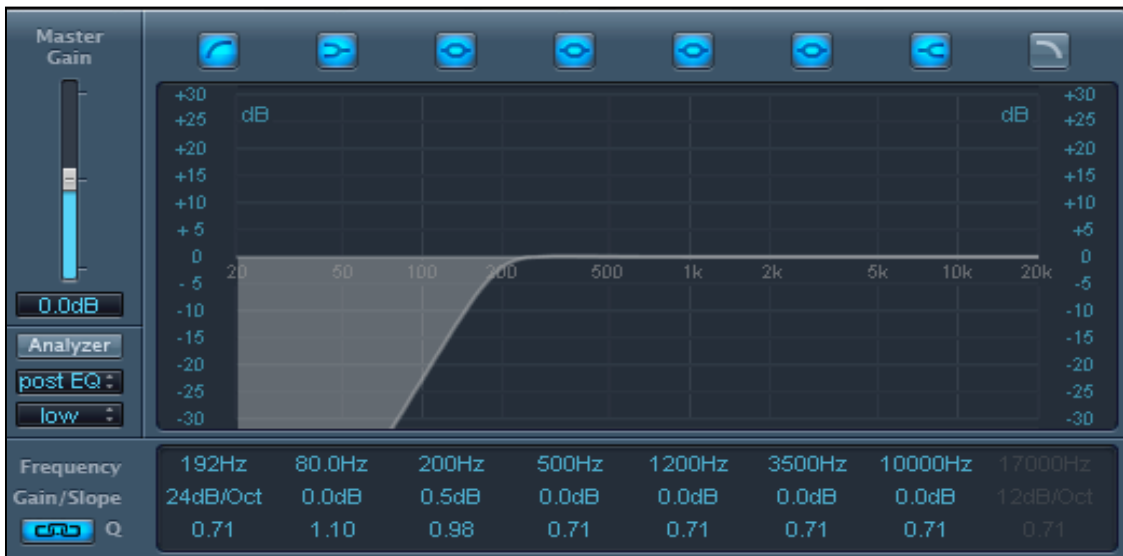 Master
Gain
+30 +30
dB dB
+25 +25
+20 +20
+15 +15
+10 +10
+ 5 +5
0 0
20 50 100 200 500 1k 2k 5k 10k 20k
- 5 -5
0.0dB
-10 -10
Analyzer
-15 -15
-20 -20
post EQ
-25 -25
low
-30 -30
Frequency 192Hz 80.0Hz 200Hz 500Hz 1200Hz 3500Hz 10000Hz 17000Hz
Gain/Slope 24dB/Oct 0.0dB 0.5dB 0.0dB 0.0dB 0.0dB 0.0dB 12dB/Oct
Q 0.71 1.10 0.98 0.71 0.71 0.71 0.71 0.71